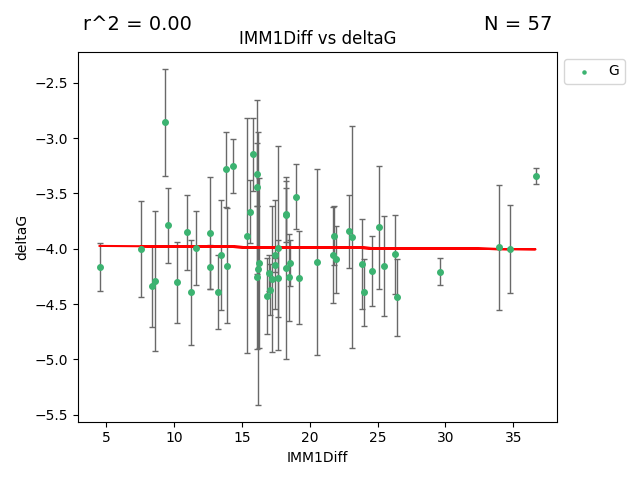 r^2 = 0.00
N = 57
IMM1Diff vs deltaG
G
−2.5
−3.0
−3.5
−4.0
−4.5
−5.0
−5.5
deltaG
5 10 15 20 25 30 35
IMM1Diff